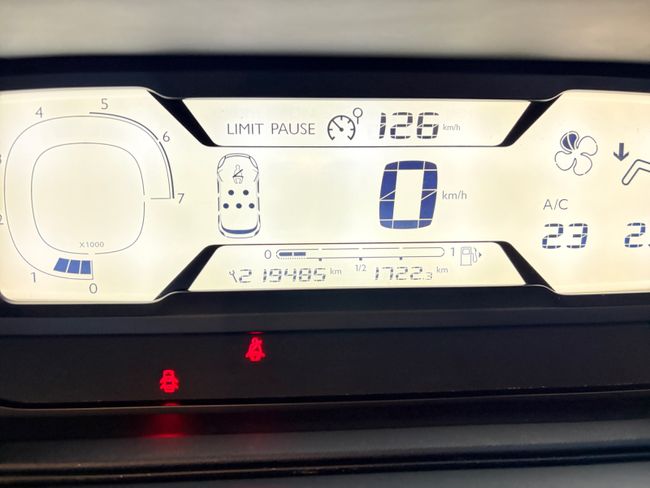 4 5 6 7
1 0
X1000
LIMIT PAUSE 126 km/h
0 km/h
0 1/2 1
219485 km 1722.3 km
A/C
23